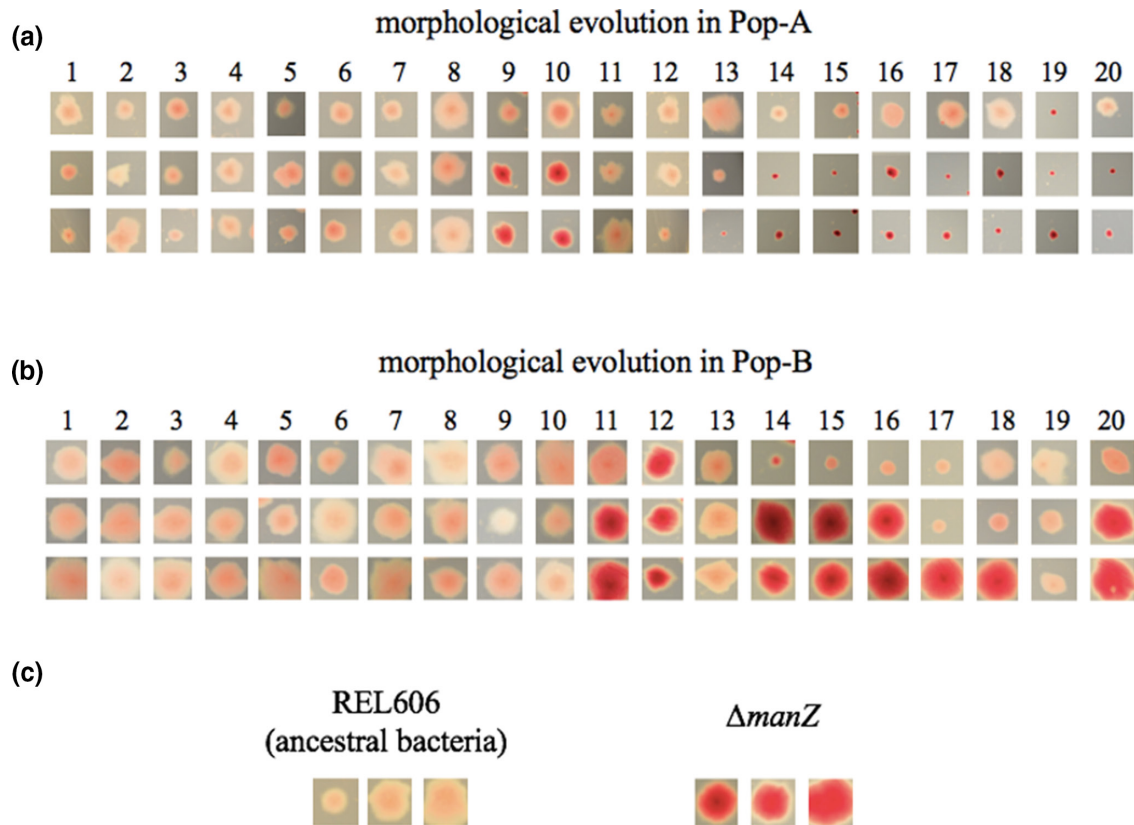 (a)
morphological evolution in Pop-A
1 2 3 4 5 6 7 8 9 10 11 12 13 14 15 16 17 18 19 20
(b)
morphological evolution in Pop-B
1 2 3 4 5 6 7 8 9 10 11 12 13 14 15 16 17 18 19 20
(c)
REL606
(ancestral bacteria)
ΔmanZ